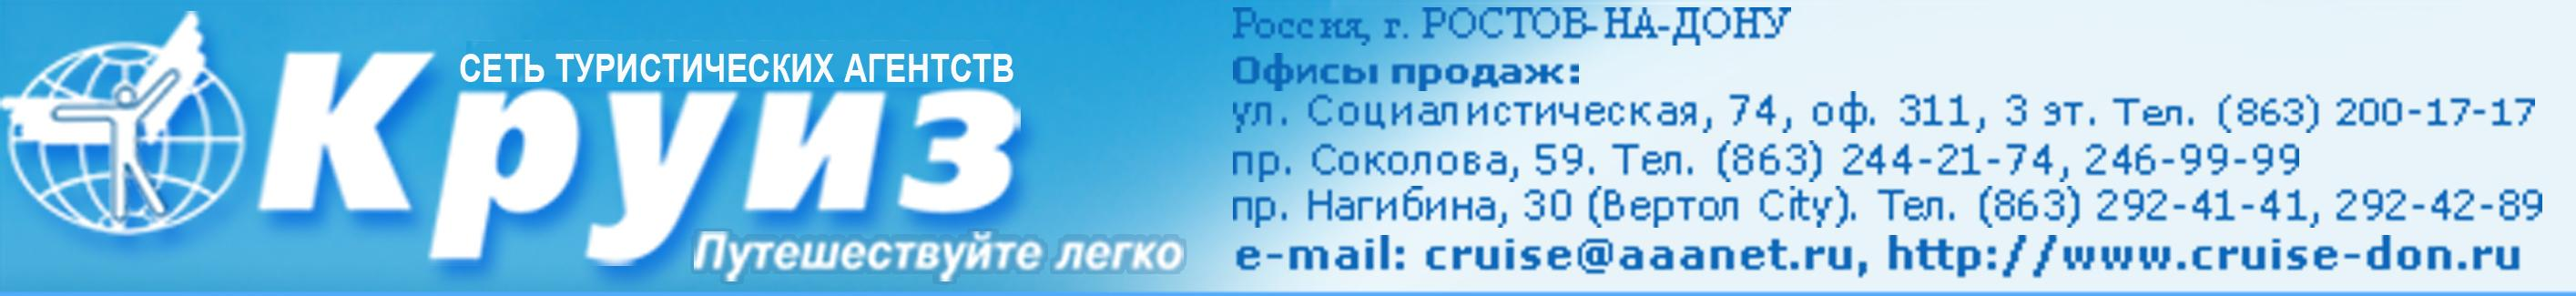 СЕТЬ ТУРИСТИЧЕСКИХ АГЕНТСТВ
Круиз
Путешествуйте легко
Россия, г. РОСТОВ-НА-ДОНУ
Офисы продаж:
ул. Социалистическая, 74, оф. 311, 3 эт. Тел. (863) 200-17-17
пр. Соколова, 59. Тел. (863) 244-21-74, 246-99-99
пр. Нагибина, 30 (Вертол City). Тел. (863) 292-41-41, 292-42-89
e-mail: cruise@aaanet.ru, http://www.cruise-don.ru